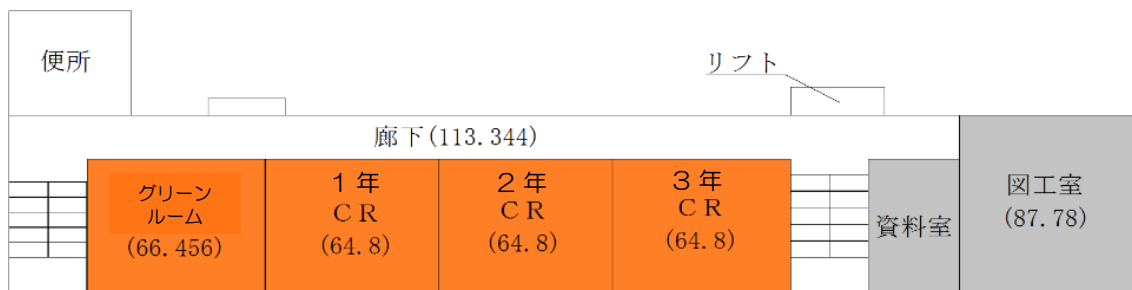 便所
リフト
廊下(113.344)
グリーン
ルーム
(66.456)
１年
ＣＲ
(64.8)
２年
ＣＲ
(64.8)
３年
ＣＲ
(64.8)
資料室
図工室
(87.78)